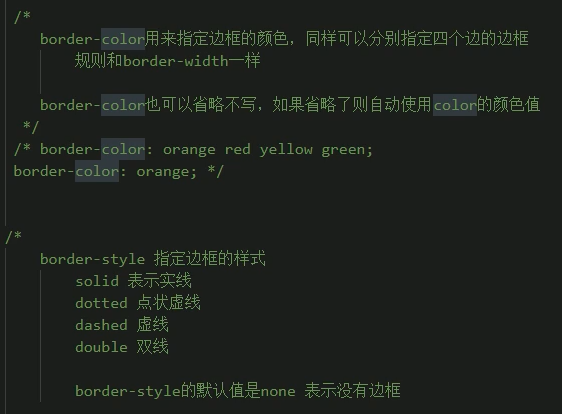 /*
border-color用来指定边框的颜色，同样可以分别指定四个边的边框
规则和border-width一样
border-color也可以省略不写，如果省略了则自动使用color的颜色值
*/
/* border-color: orange red yellow green;
border-color: orange; */
/*
border-style 指定边框的样式
solid 表示实线
dotted 点状虚线
dashed 虚线
double 双线
border-style的默认值是none 表示没有边框